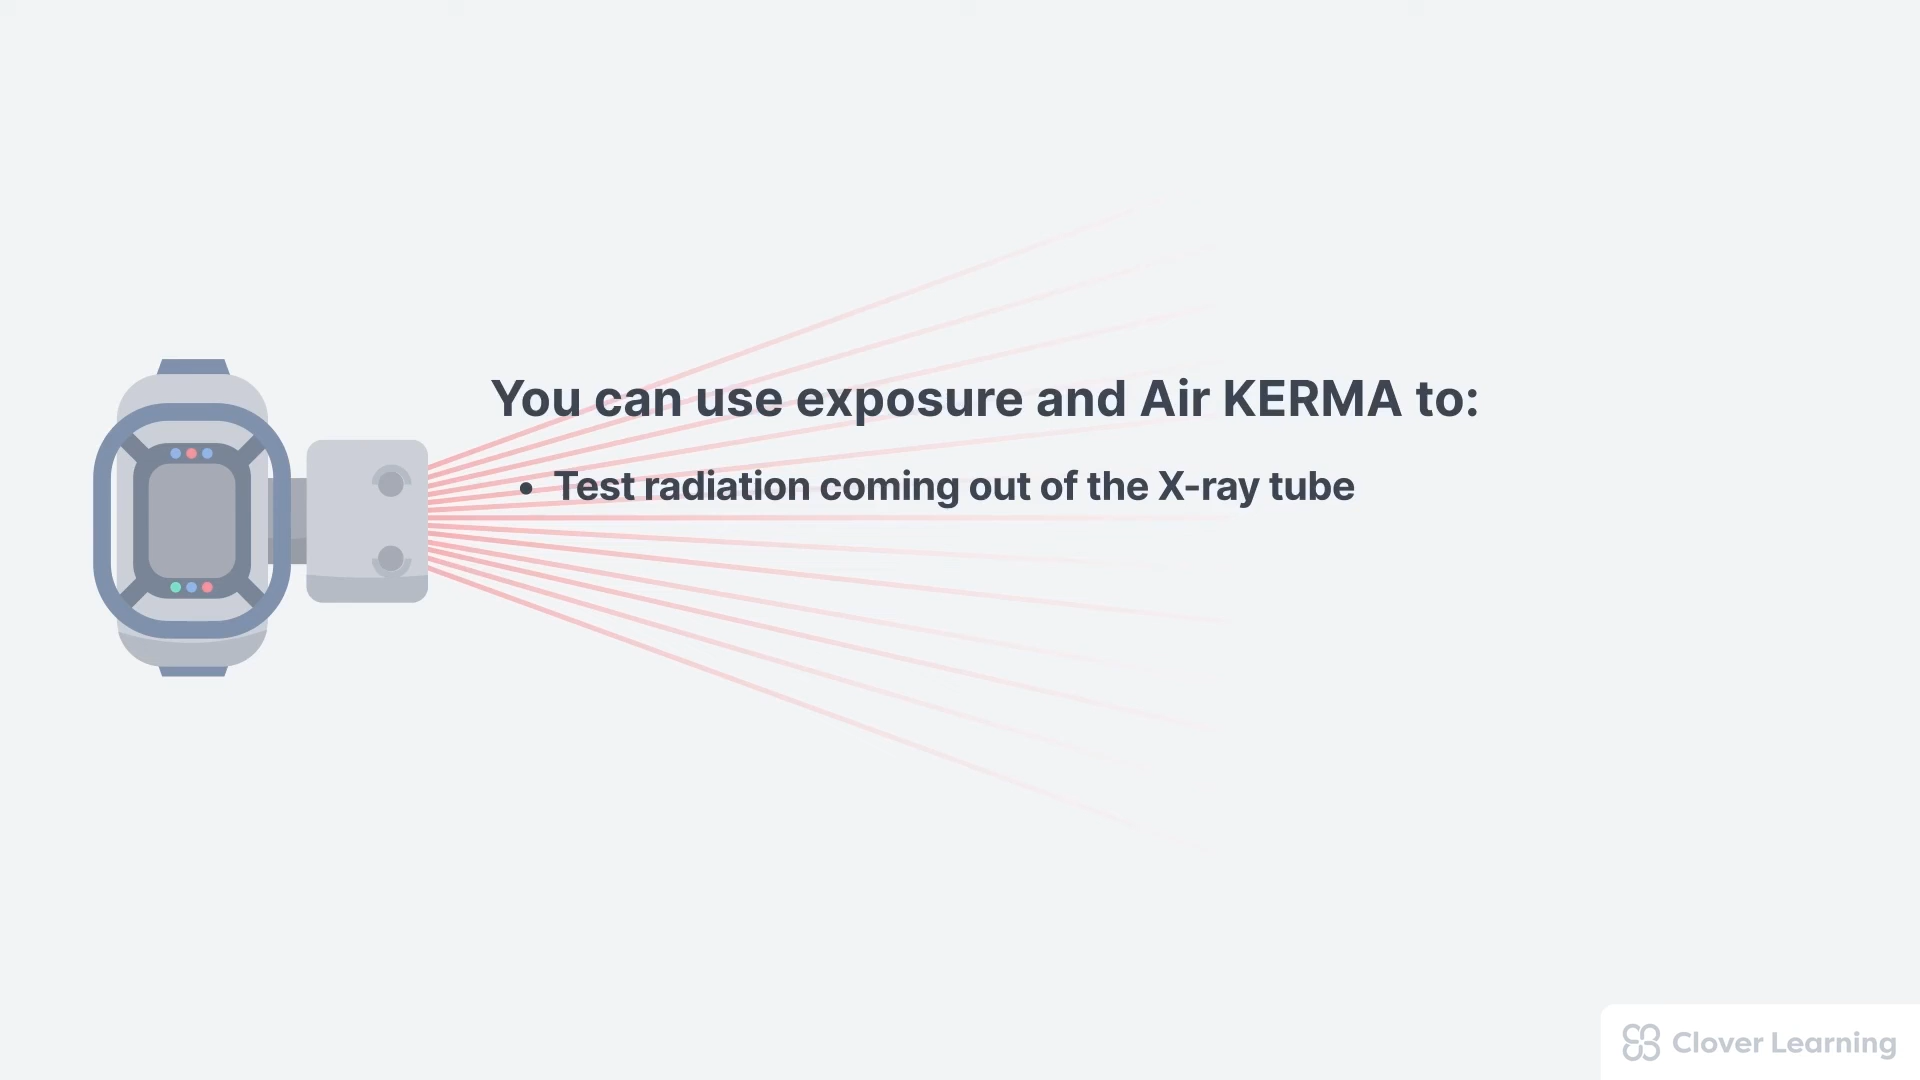 You can use exposure and Air KERMA to:
• Test radiation coming out of the X-ray tube
Clover Learning